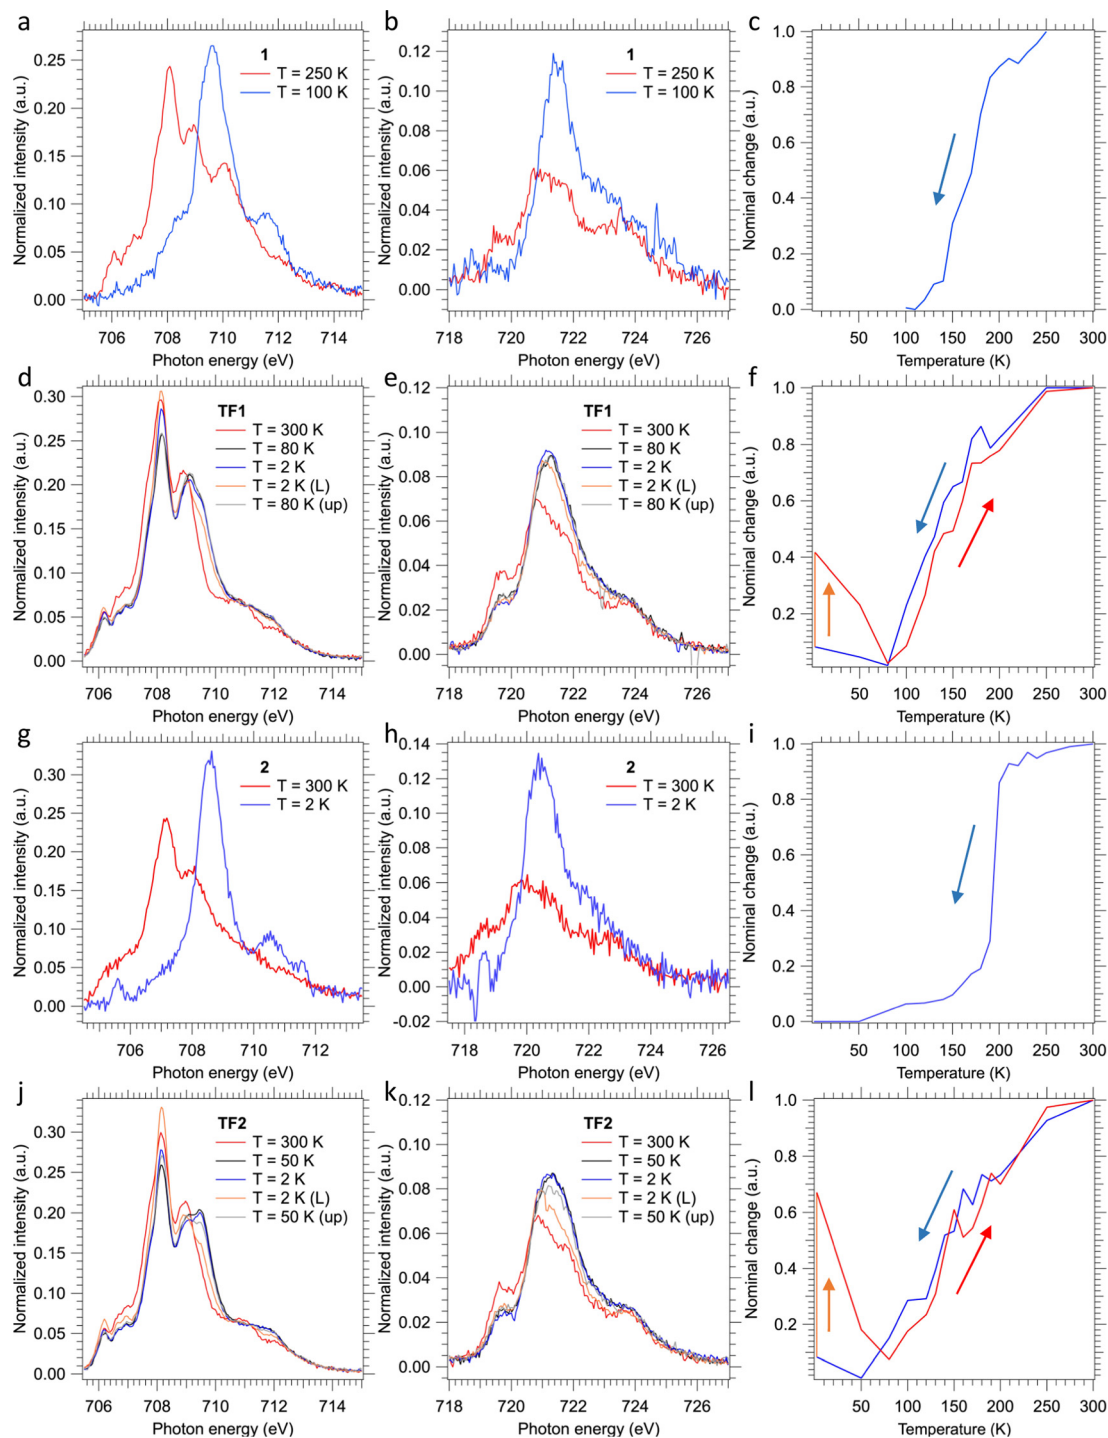 a
1
T = 250 K
T = 100 K
Normalized intensity (a.u.)
0.25
0.20
0.15
0.10
0.05
0.00
706 708 710 712 714
Photon energy (eV)
b
1
T = 250 K
T = 100 K
Normalized intensity (a.u.)
0.12
0.10
0.08
0.06
0.04
0.02
0.00
718 720 722 724 726
Photon energy (eV)
c
Nominal change (a.u.)
1.0
0.8
0.6
0.4
0.2
0.0
50 100 150 200 250 300
Temperature (K)
d
TF1
T = 300 K
T = 80 K
T = 2 K
T = 2 K (L)
T = 80 K (up)
Normalized intensity (a.u.)
0.30
0.25
0.20
0.15
0.10
0.05
0.00
706 708 710 712 714
Photon energy (eV)
e
TF1
T = 300 K
T = 80 K
T = 2 K
T = 2 K (L)
T = 80 K (up)
Normalized intensity (a.u.)
0.12
0.10
0.08
0.06
0.04
0.02
0.00
718 720 722 724 726
Photon energy (eV)
f
Nominal change (a.u.)
1.0
0.8
0.6
0.4
0.2
50 100 150 200 250 300
Temperature (K)
g
2
T = 300 K
T = 2 K
Normalized intensity (a.u.)
0.30
0.25
0.20
0.15
0.10
0.05
0.00
706 708 710 712
Photon energy (eV)
h
2
T = 300 K
T = 2 K
Normalized intensity (a.u.)
0.14
0.12
0.10
0.08
0.06
0.04
0.02
0.00
-0.02
718 720 722 724 726
Photon energy (eV)
i
Nominal change (a.u.)
1.0
0.8
0.6
0.4
0.2
0.0
50 100 150 200 250 300
Temperature (K)
j
TF2
T = 300 K
T = 50 K
T = 2 K
T = 2 K (L)
T = 50 K (up)
Normalized intensity (a.u.)
0.30
0.25
0.20
0.15
0.10
0.05
0.00
706 708 710 712 714
Photon energy (eV)
k
TF2
T = 300 K
T = 50 K
T = 2 K
T = 2 K (L)
T = 50 K (up)
Normalized intensity (a.u.)
0.12
0.10
0.08
0.06
0.04
0.02
0.00
718 720 722 724 726
Photon energy (eV)
l
Nominal change (a.u.)
1.0
0.8
0.6
0.4
0.2
50 100 150 200 250 300
Temperature (K)